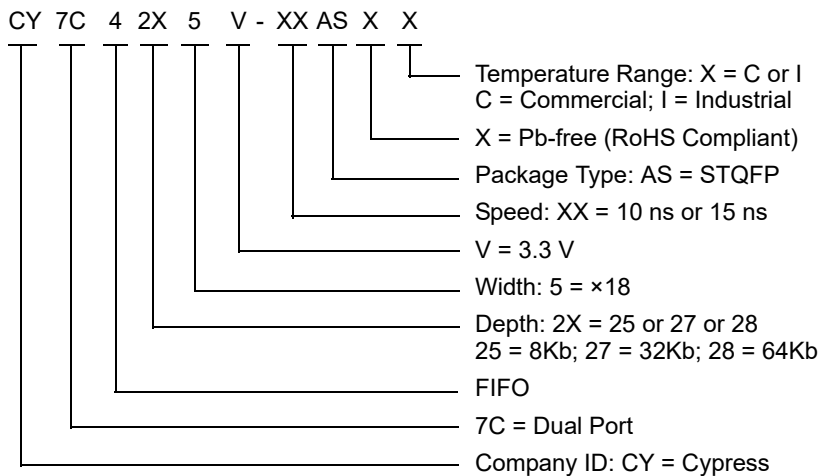 CY 7C 4 2X 5 V - XX AS X X
Temperature Range: X = C or I
C = Commercial; I = Industrial
X = Pb-free (RoHS Compliant)
Package Type: AS = STQFP
Speed: XX = 10 ns or 15 ns
V = 3.3 V
Width: 5 = ×18
Depth: 2X = 25 or 27 or 28
25 = 8Kb; 27 = 32Kb; 28 = 64Kb
FIFO
7C = Dual Port
Company ID: CY = Cypress